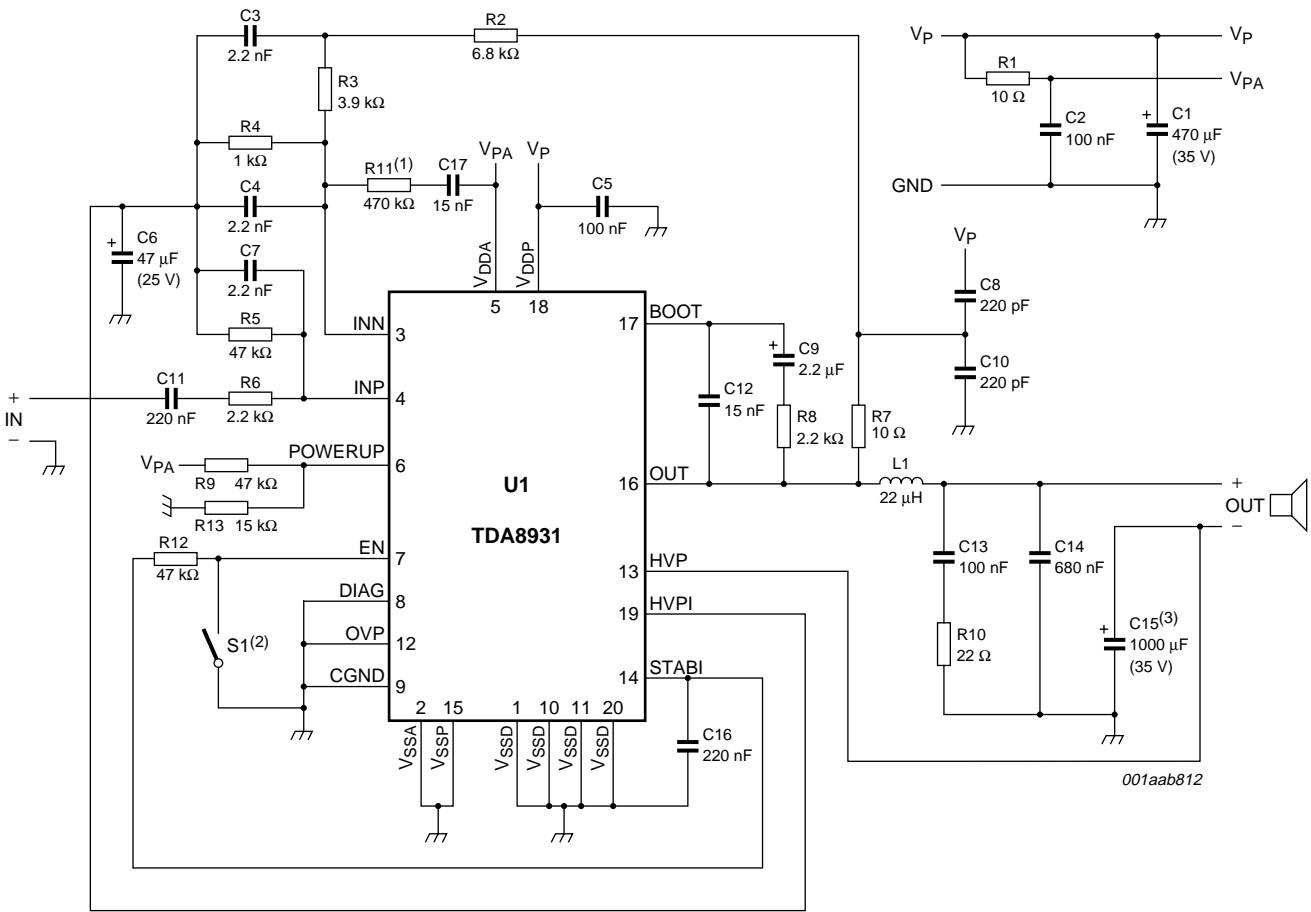 C3
2.2 nF
R2
6.8 kΩ
R3
3.9 kΩ
R4
1 kΩ
C4
2.2 nF
R11(1)
470 kΩ
C17
15 nF
VPA
VP
C5
100 nF
C6
+
47 μF
(25 V)
C7
2.2 nF
R5
47 kΩ
C11
220 nF
R6
2.2 kΩ
+
IN
−
VPA
R9
47 kΩ
R13
15 kΩ
R12
47 kΩ
S1(2)
VDDA
5
VDDP
18
INN
3
INP
4
POWERUP
6
EN
7
DIAG
8
OVP
12
CGND
9
U1
TDA8931
17
BOOT
16
OUT
13
HVP
19
HVPI
14
STABI
2
15
1
10
11
20
VSSA
VSSP
VSSD
VSSD
VSSD
VSSD
C16
220 nF
C12
15 nF
+
C9
2.2 μF
R8
2.2 kΩ
R7
10 Ω
VP
C8
220 pF
C10
220 pF
L1
22 μH
C13
100 nF
R10
22 Ω
C14
680 nF
+
C15(3)
1000 μF
(35 V)
+
OUT
−
VP
VP
R1
10 Ω
VPA
C2
100 nF
+
C1
470 μF
(35 V)
GND
001aab812